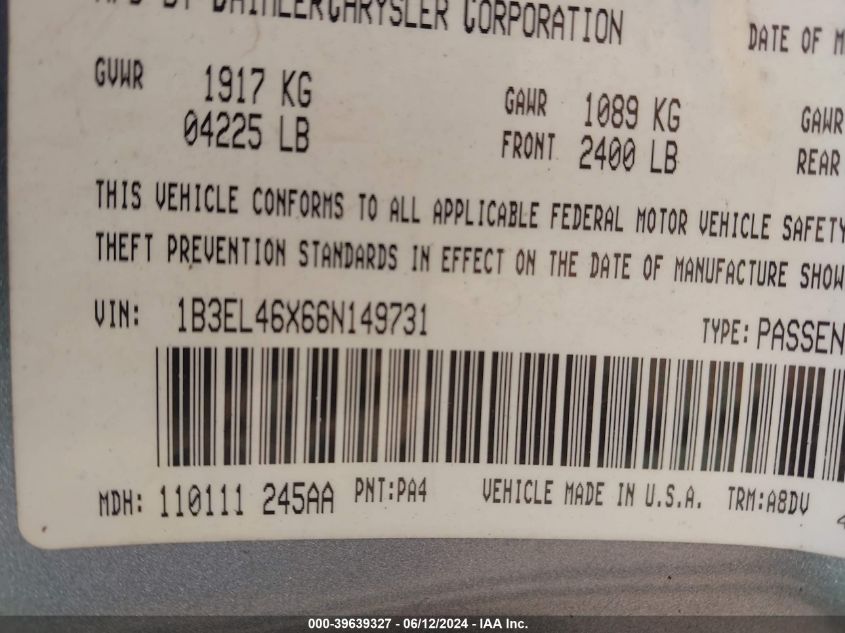 MFD BY DAIMLERCHRYSLER CORPORATION
DATE OF M
GVWR 1917 KG GAWR 1089 KG GAWR
04225 LB FRONT 2400 LB REAR
THIS VEHICLE CONFORMS TO ALL APPLICABLE FEDERAL MOTOR VEHICLE SAFETY
THEFT PREVENTION STANDARDS IN EFFECT ON THE DATE OF MANUFACTURE SHOW
VIN: 1B3EL46X66N149731 TYPE: PASSEN
MDH: 110111 245AA PNT:PA4 VEHICLE MADE IN U.S.A. TRM:A8DV 4
000-39639327 - 06/12/2024 - IAA Inc.